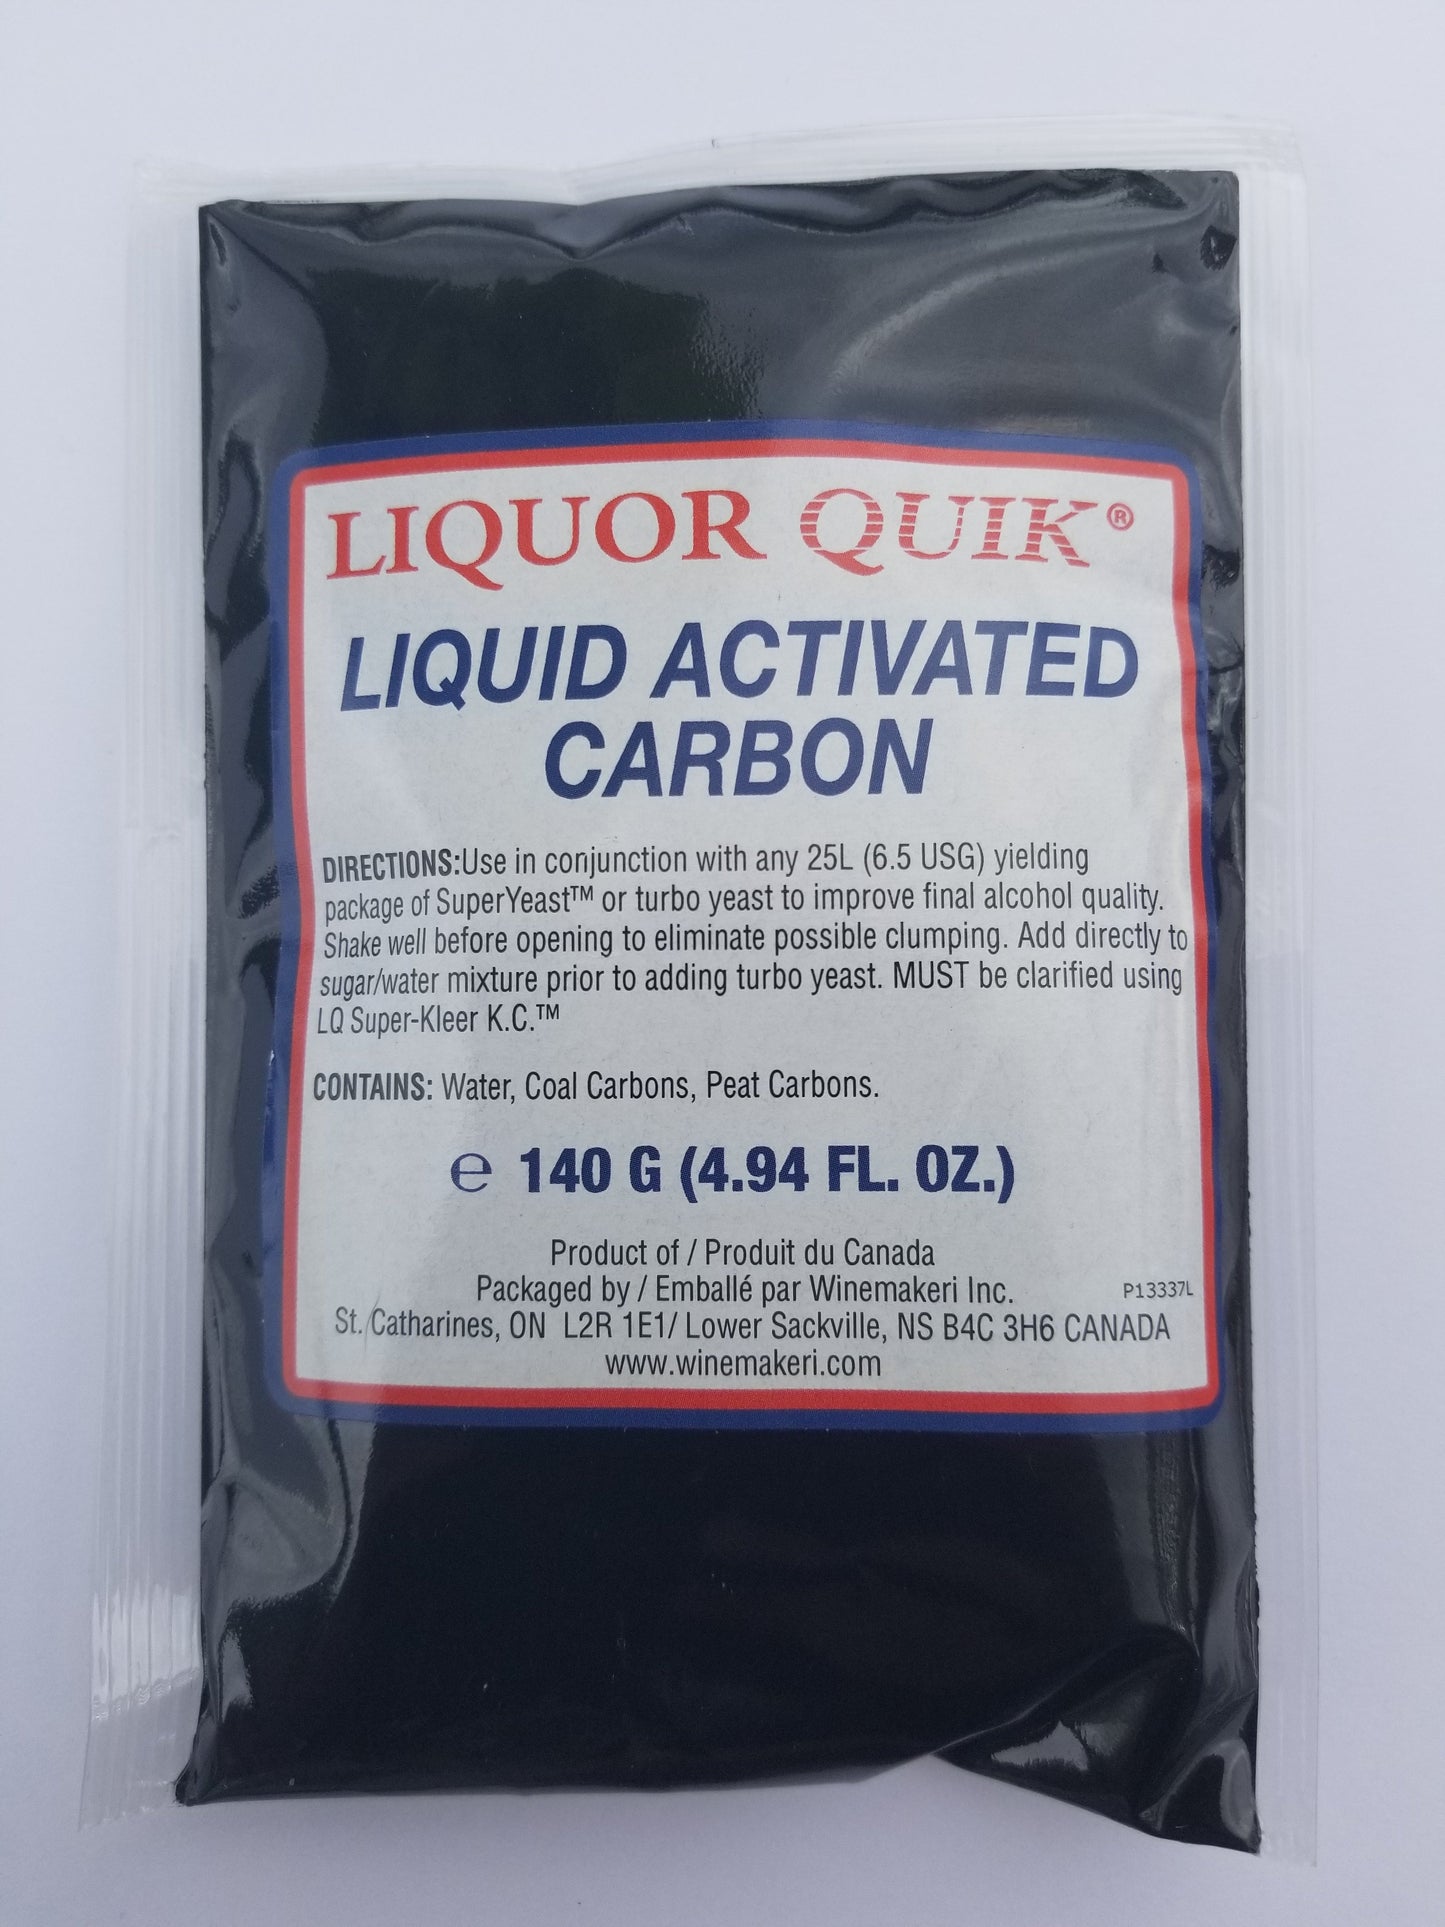 LIQUOR QUIK®
LIQUID ACTIVATED
CARBON
DIRECTIONS:Use in conjunction with any 25L (6.5 USG) yielding
package of SuperYeast™ or turbo yeast to improve final alcohol quality.
Shake well before opening to eliminate possible clumping. Add directly to
sugar/water mixture prior to adding turbo yeast. MUST be clarified using
LQ Super-Kleer K.C.™
CONTAINS: Water, Coal Carbons, Peat Carbons.
℮ 140 G (4.94 FL. OZ.)
Product of / Produit du Canada
Packaged by / Emballé par Winemakeri Inc.
P13337L
St. Catharines, ON L2R 1E1/ Lower Sackville, NS B4C 3H6 CANADA
www.winemakeri.com